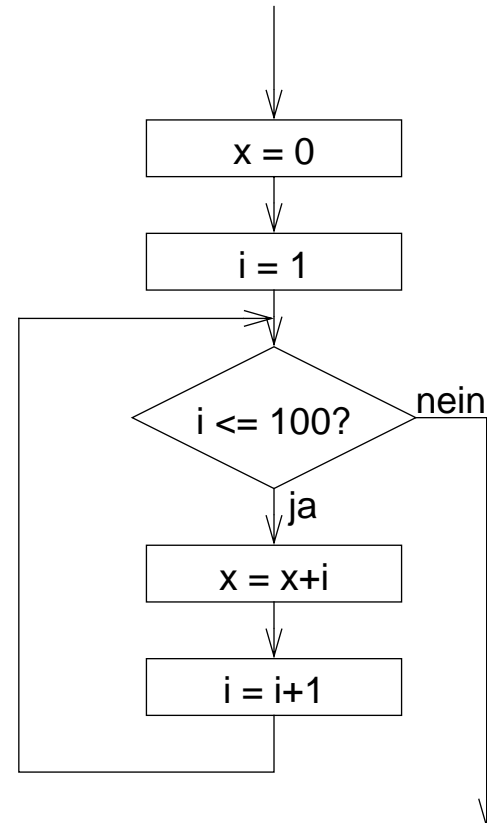 x = 0
i = 1
i <= 100?
nein
ja
x = x+i
i = i+1